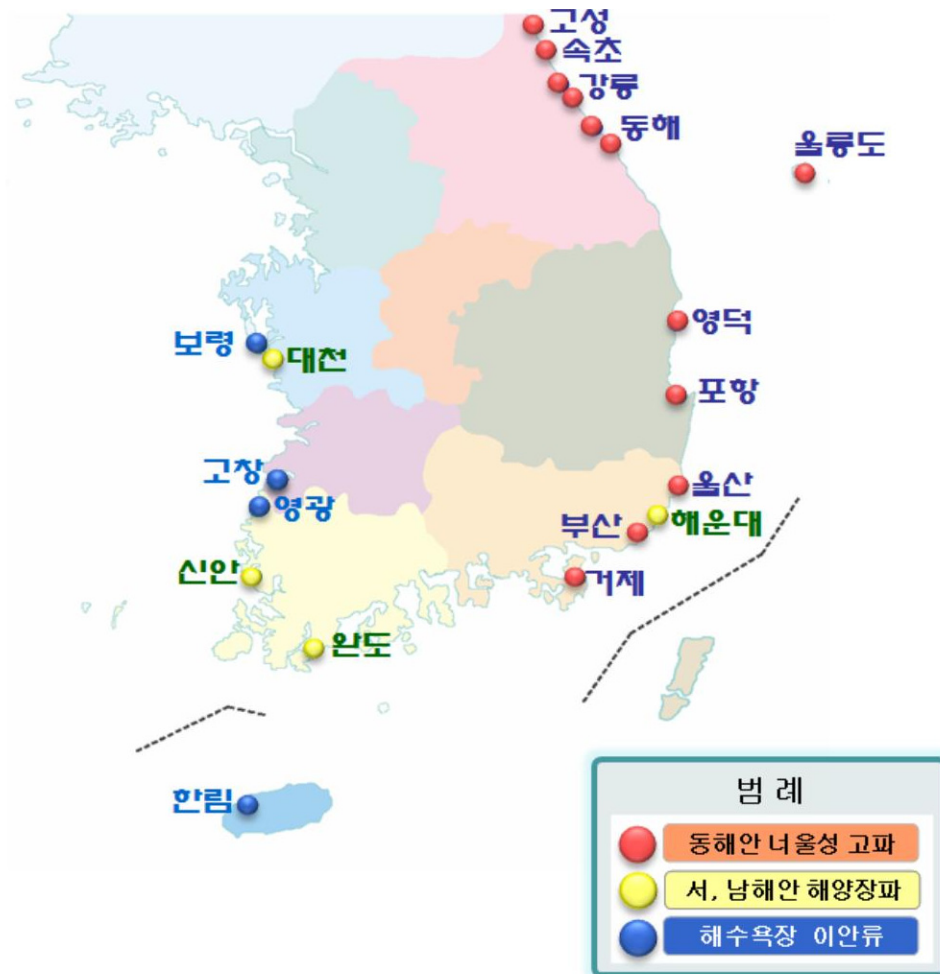 고성
속초
강릉
동해
울릉도
영덕
보령
대천
포항
고창
울산
영광
해운대
부산
신안
거제
완도
한림
범 례
동해안 너울성 고파
서, 남해안 해양장파
해수욕장 이안류